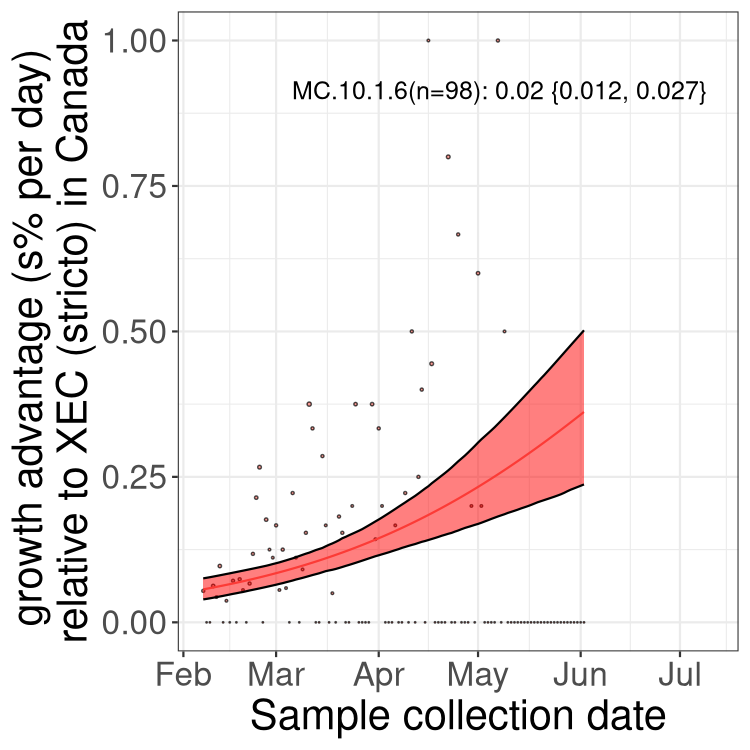 growth advantage (s% per day)
relative to XEC (stricto) in Canada
1.00
0.75
0.50
0.25
0.00
MC.10.1.6(n=98): 0.02 {0.012, 0.027}
Feb Mar Apr May Jun Jul
Sample collection date